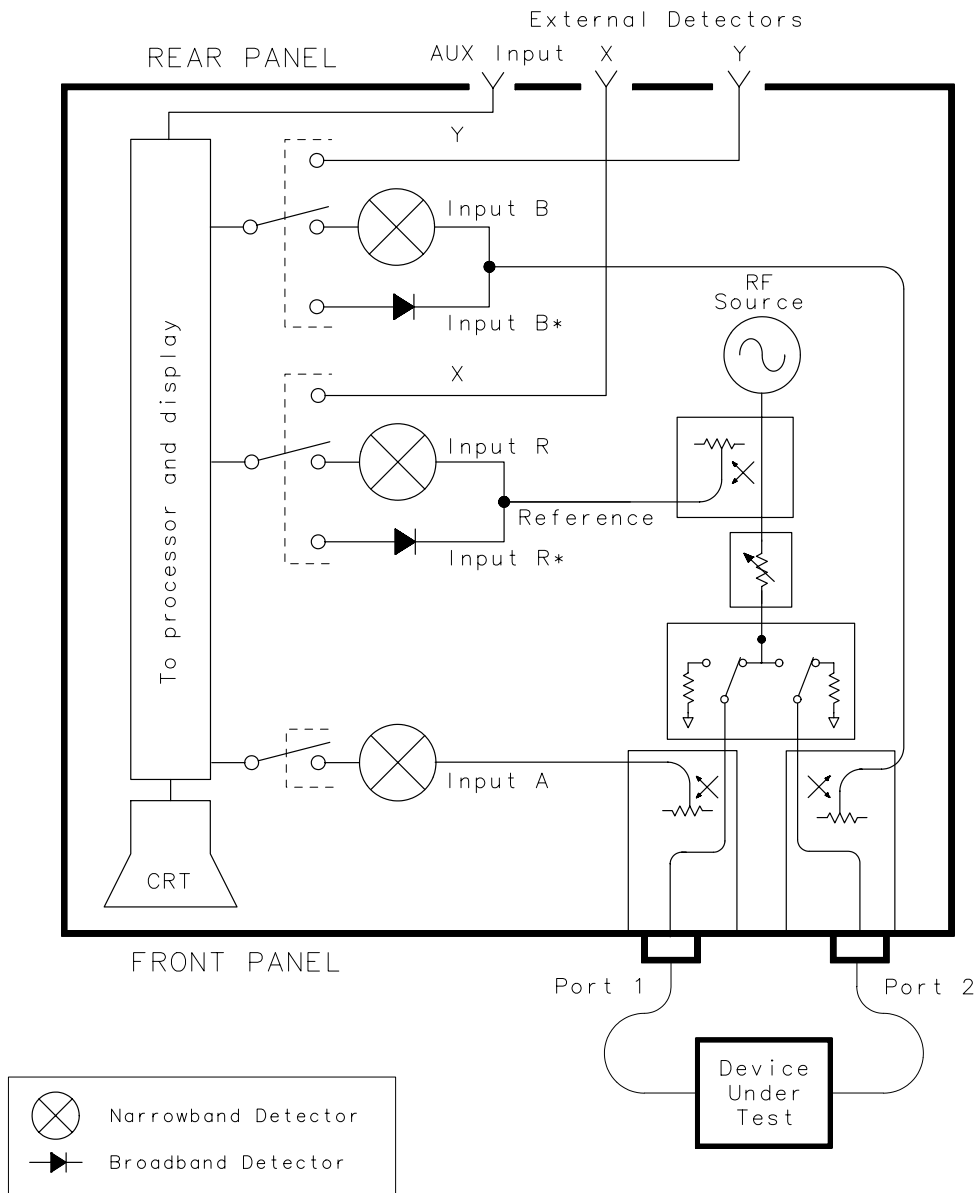 External Detectors
REAR PANEL
AUX Input
X
Y
Y
Input B
Input B*
RF
Source
X
Input R
Reference
Input R*
To processor and display
Input A
CRT
FRONT PANEL
Port 1
Port 2
Device
Under
Test
Narrowband Detector
Broadband Detector